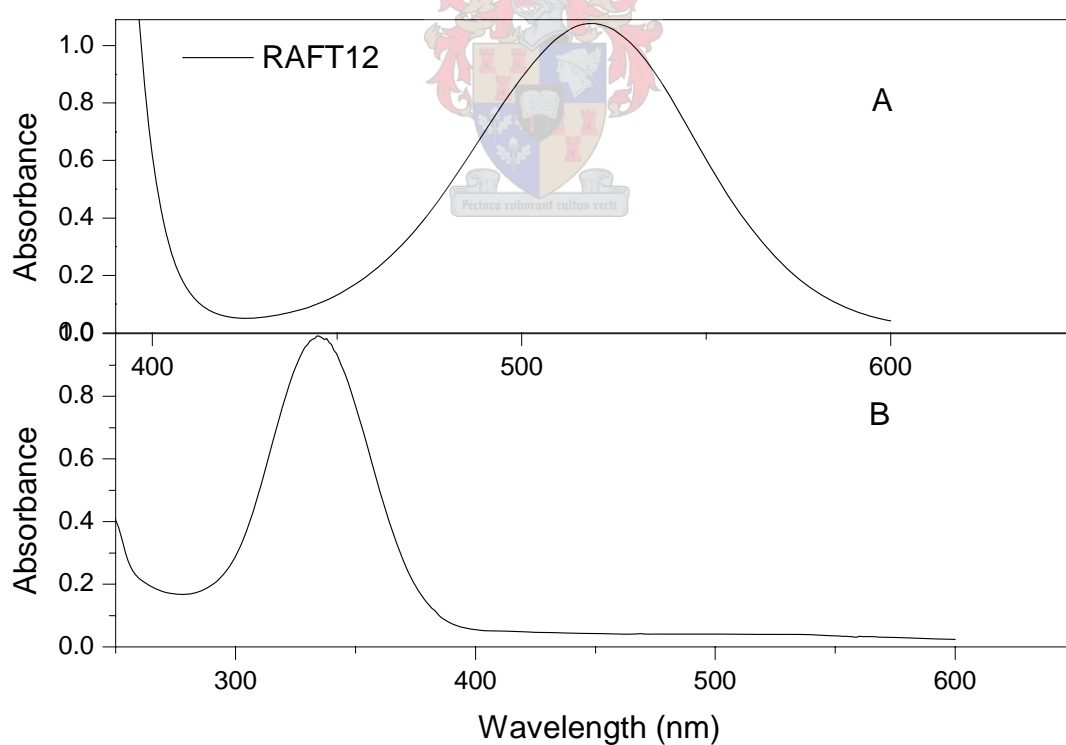 1.0
RAFT12
A
0.8
Absorbance
0.6
0.4
Pectora roborant cultus recti
0.2
0.0
400
500
600
1.0
0.8
B
Absorbance
0.6
0.4
0.2
0.0
300
400
500
600
Wavelength (nm)